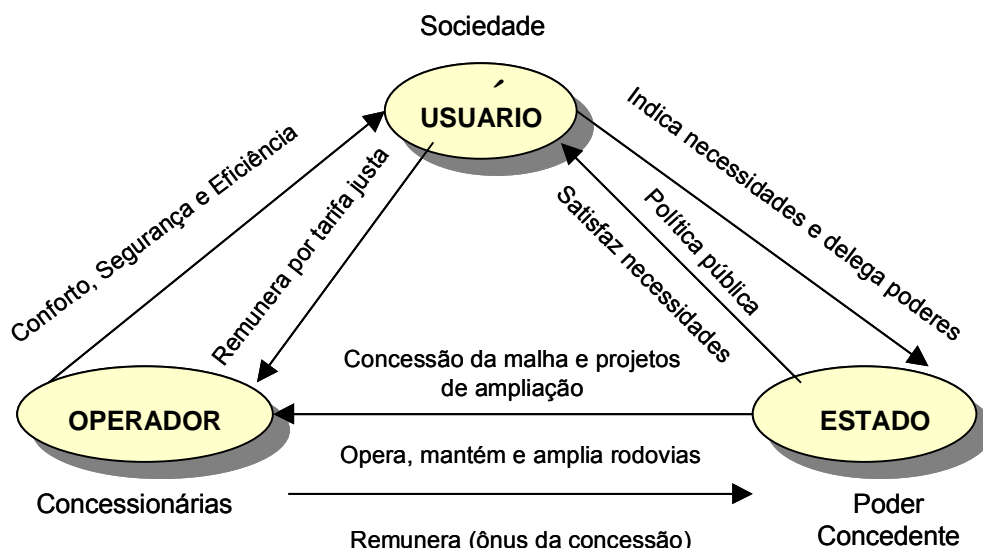 Sociedade
USUÁRIO
Conforto, Segurança e Eficiência
Remunera por tarifa justa
Indica necessidades e delega poderes
Política pública
Satisfaz necessidades
Concessão da malha e projetos
de ampliação
OPERADOR
ESTADO
Opera, mantém e amplia rodovias
Concessionárias
Poder
Concedente
Remunera (ônus da concessão)